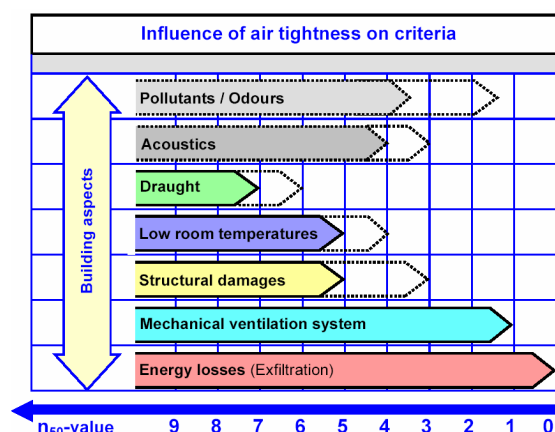 Influence of air tightness on criteria
Building aspects
Pollutants / Odours
Acoustics
Draught
Low room temperatures
Structural damages
Mechanical ventilation system
Energy losses (Exfiltration)
n50-value 9 8 7 6 5 4 3 2 1 0